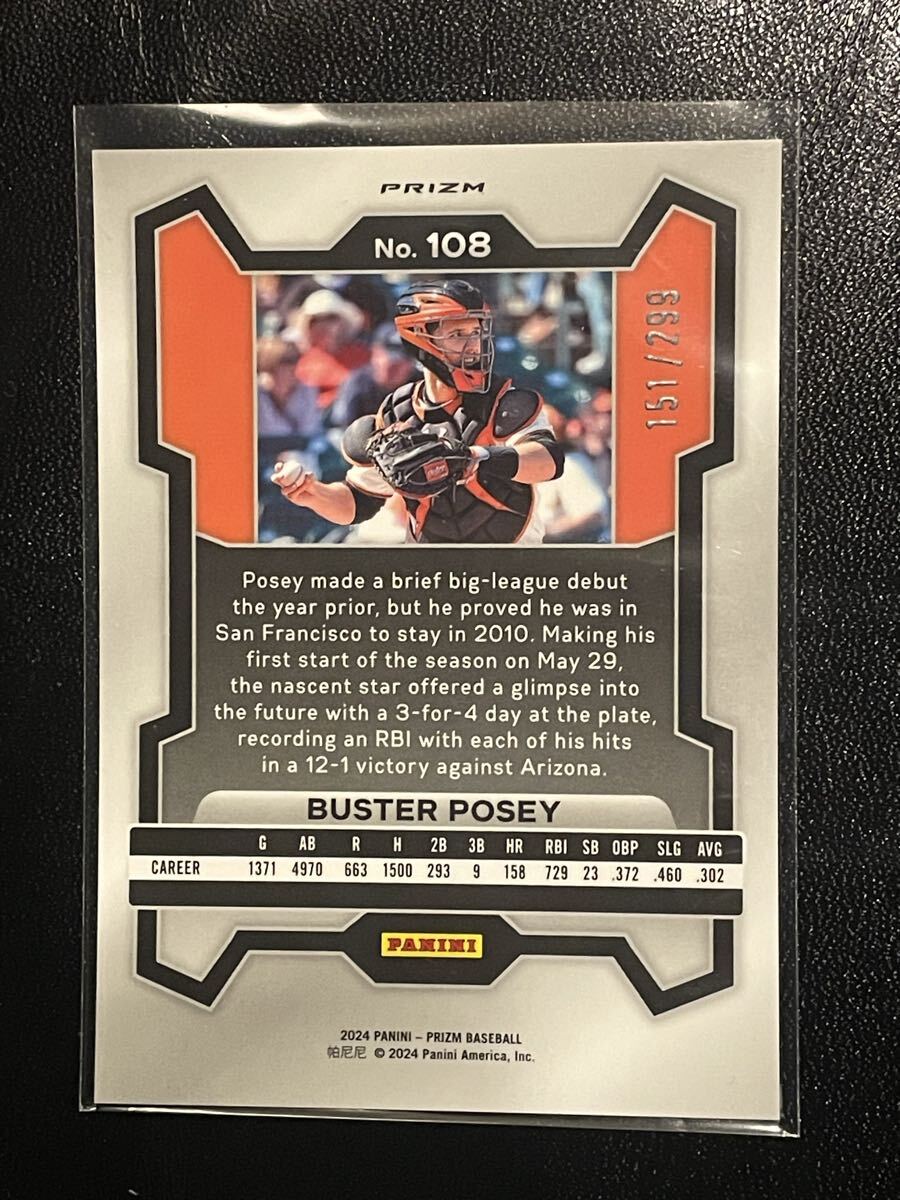 PRIZM
No. 108
151/299
Posey made a brief big-league debut
the year prior, but he proved he was in
San Francisco to stay in 2010. Making his
first start of the season on May 29,
the nascent star offered a glimpse into
the future with a 3-for-4 day at the plate,
recording an RBI with each of his hits
in a 12-1 victory against Arizona.
BUSTER POSEY
G AB R H 2B 3B HR RBI SB OBP SLG AVG
CAREER 1371 4970 663 1500 293 9 158 729 23 .372 .460 .302
PANINI
2024 PANINI – PRIZM BASEBALL
帕尼尼 © 2024 Panini America, Inc.